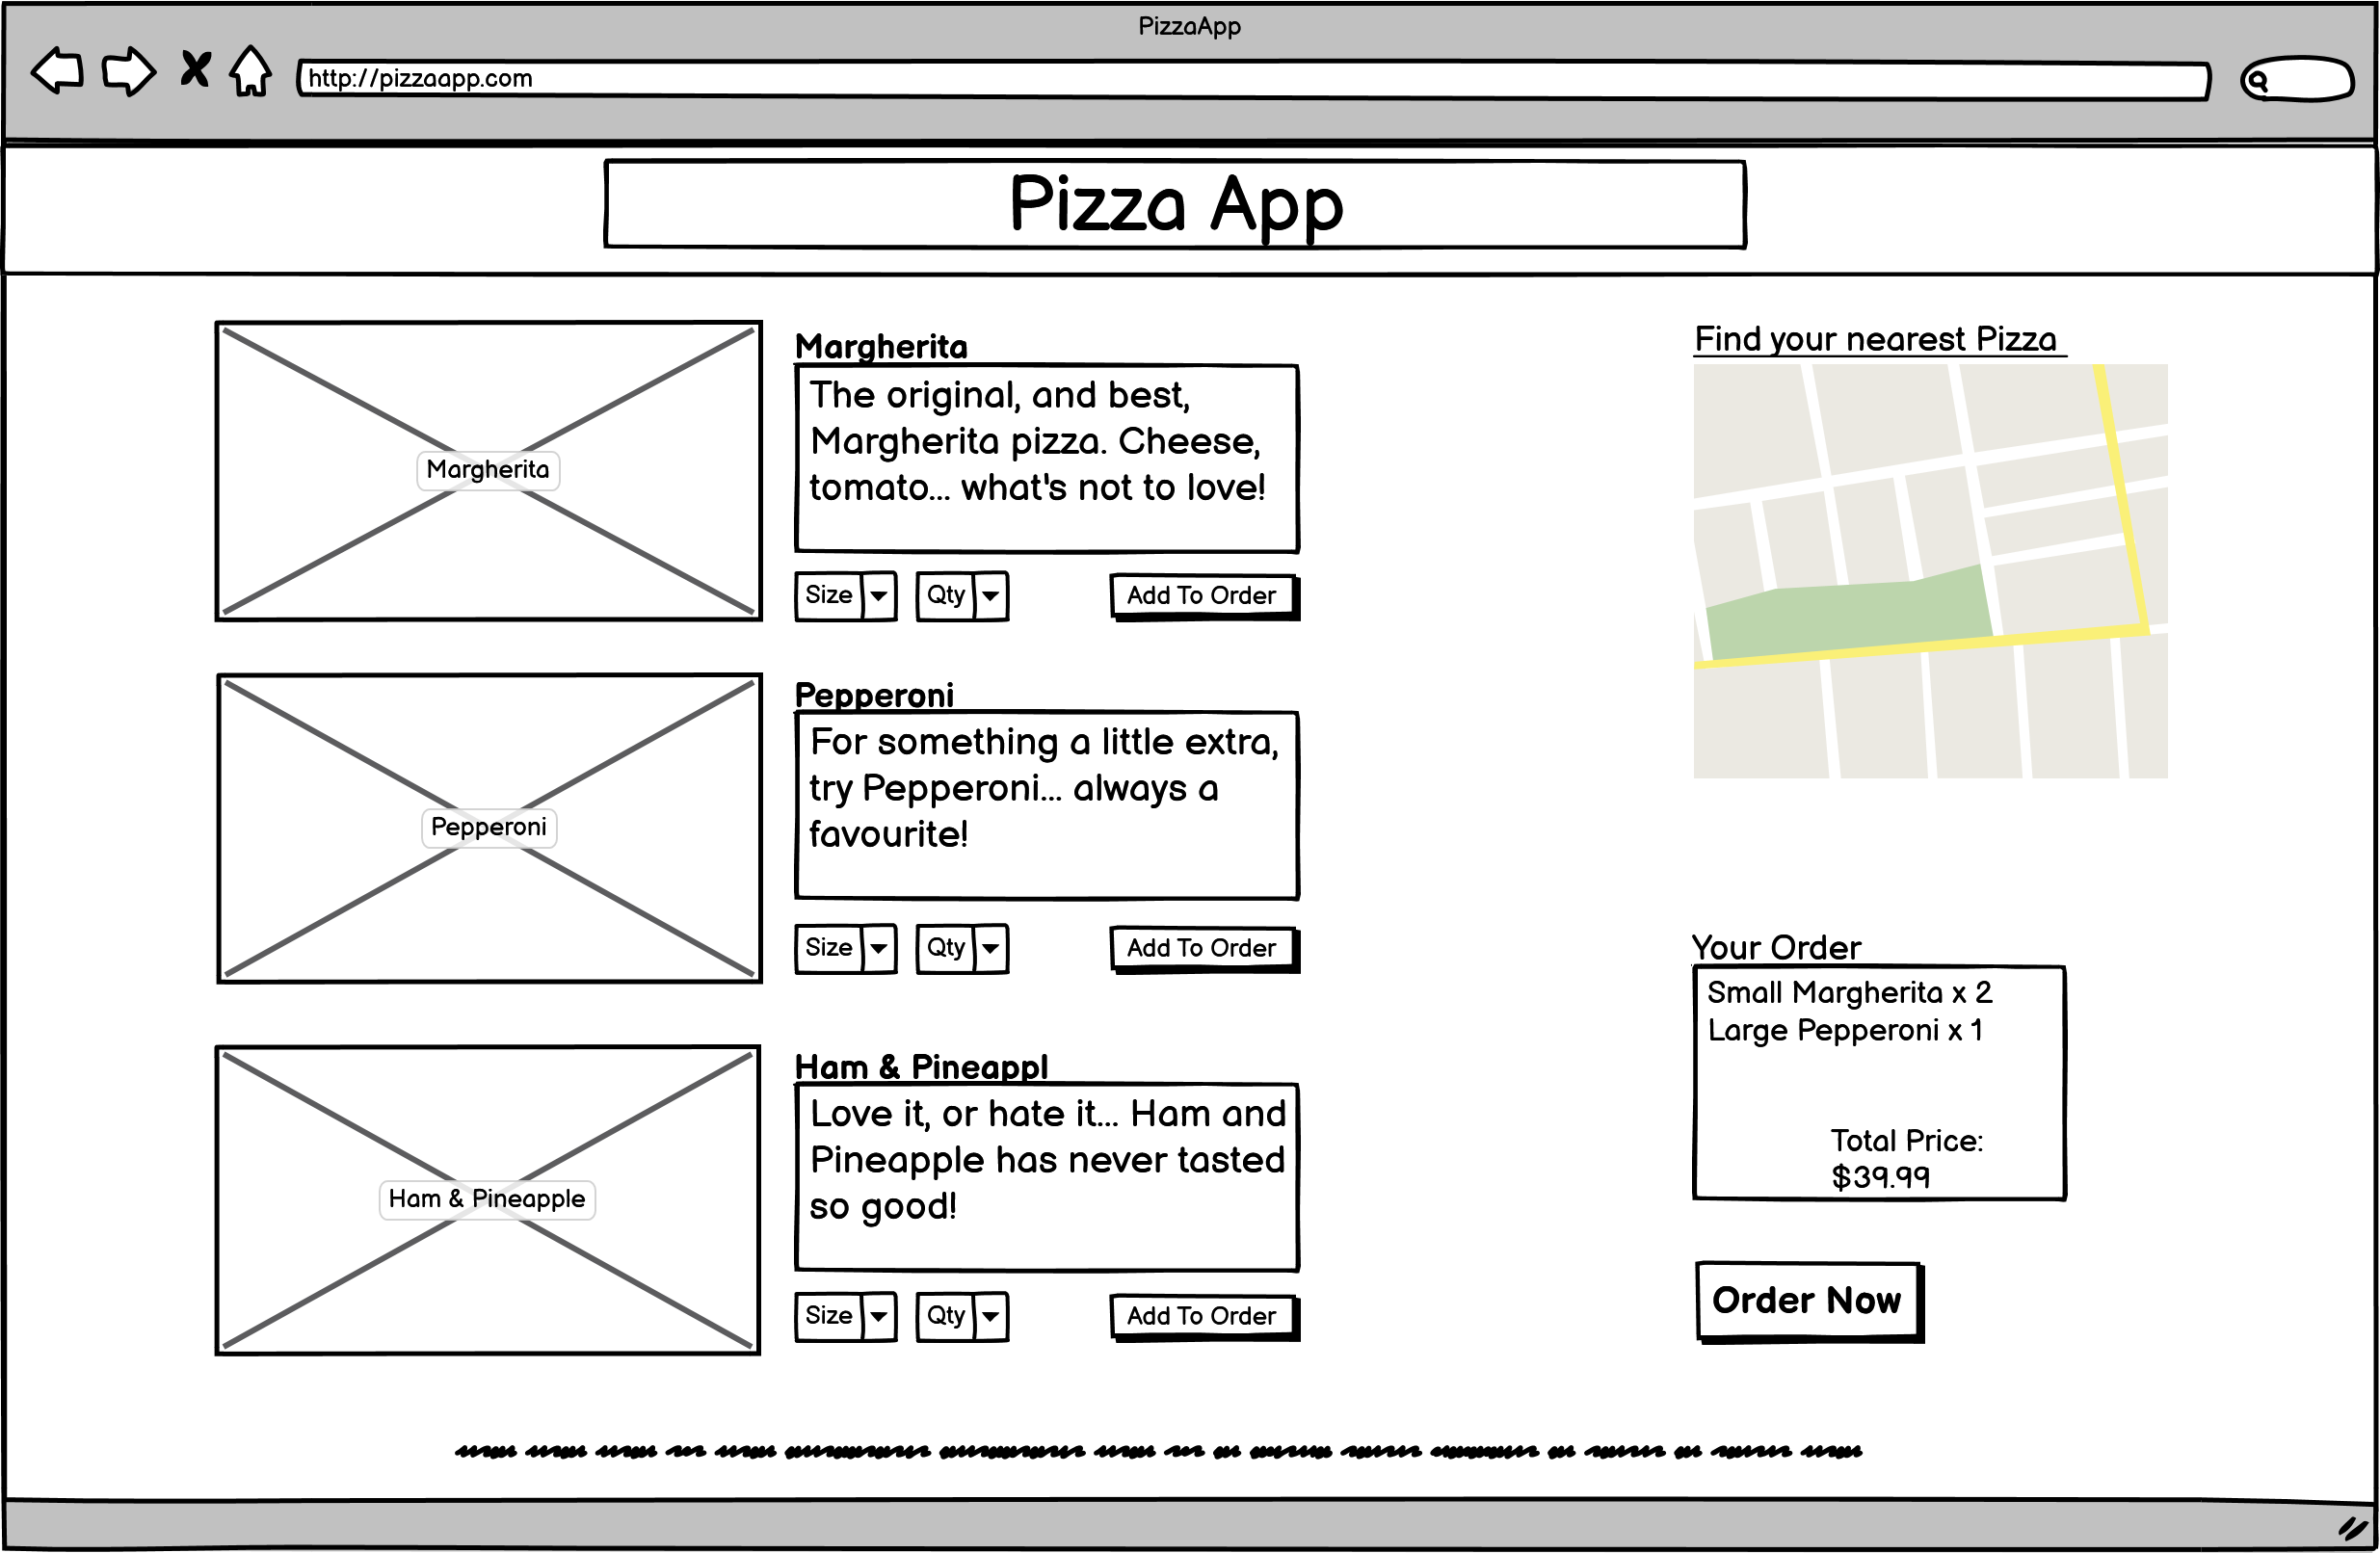 PizzaApp
http://pizzaapp.com
Pizza App
Margherita
Margherita
The original, and best,
Margherita pizza. Cheese,
tomato... what's not to love!
Size
Qty
Add To Order
Pepperoni
Pepperoni
For something a little extra,
try Pepperoni... always a
favourite!
Size
Qty
Add To Order
Ham & Pineapple
Ham & Pineappl
Love it, or hate it... Ham and
Pineapple has never tasted
so good!
Size
Qty
Add To Order
Find your nearest Pizza
Your Order
Small Margherita x 2
Large Pepperoni x 1
Total Price:
$39.99
Order Now